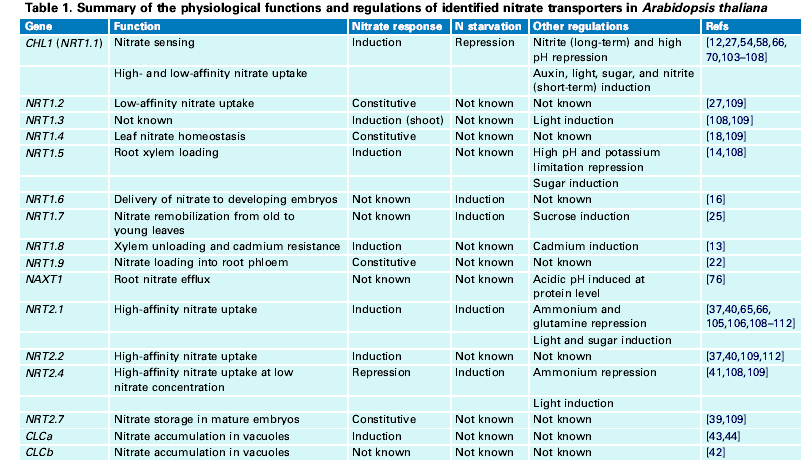 Table 1. Summary of the physiological functions and regulations of identified nitrate transporters in Arabidopsis thaliana
Gene Function Nitrate response N starvation Other regulations Refs
CHL1 (NRT1.1) Nitrate sensing Induction Repression Nitrite (long-term) and high [12,27,54,58,66,
pH repression 70,103–108]
High- and low-affinity nitrate uptake Auxin, light, sugar, and nitrite
(short-term) induction
NRT1.2 Low-affinity nitrate uptake Constitutive Not known Not known [27,109]
NRT1.3 Not known Induction (shoot) Not known Light induction [108,109]
NRT1.4 Leaf nitrate homeostasis Constitutive Not known Not known [18,109]
NRT1.5 Root xylem loading Induction Not known High pH and potassium [14,108]
limitation repression
Sugar induction
NRT1.6 Delivery of nitrate to developing embryos Not known Induction Not known [16]
NRT1.7 Nitrate remobilization from old to Not known Induction Sucrose induction [25]
young leaves
NRT1.8 Xylem unloading and cadmium resistance Induction Not known Cadmium induction [13]
NRT1.9 Nitrate loading into root phloem Constitutive Not known Not known [22]
NAXT1 Root nitrate efflux Not known Not known Acidic pH induced at [76]
protein level
NRT2.1 High-affinity nitrate uptake Induction Induction Ammonium and [37,40,65,66,
glutamine repression 105,106,108–112]
Light and sugar induction
NRT2.2 High-affinity nitrate uptake Induction Not known Not known [37,40,109,112]
NRT2.4 High-affinity nitrate uptake at low Repression Induction Ammonium repression [41,108,109]
nitrate concentration
Light induction
NRT2.7 Nitrate storage in mature embryos Constitutive Not known Not known [39,109]
CLCa Nitrate accumulation in vacuoles Induction Not known Not known [43,44]
CLCb Nitrate accumulation in vacuoles Not known Not known Not known [42]